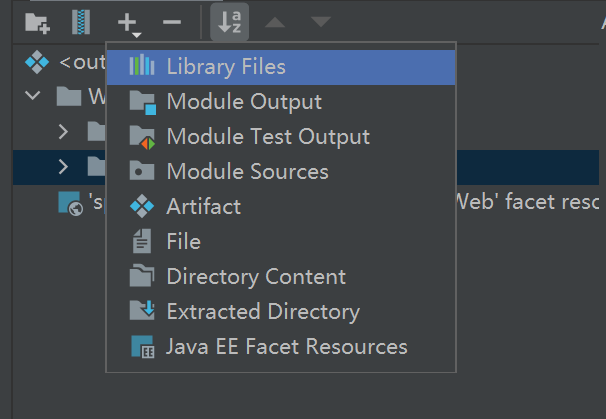 <out
Library Files
W
Module Output
Module Test Output
Module Sources
'sp
Artifact
Web' facet reso
File
Directory Content
Extracted Directory
Java EE Facet Resources